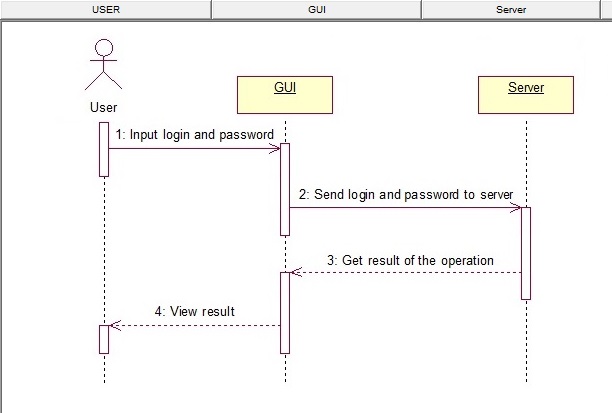 USER GUI Server
User
GUI
Server
1: Input login and password
2: Send login and password to server
3: Get result of the operation
4: View result